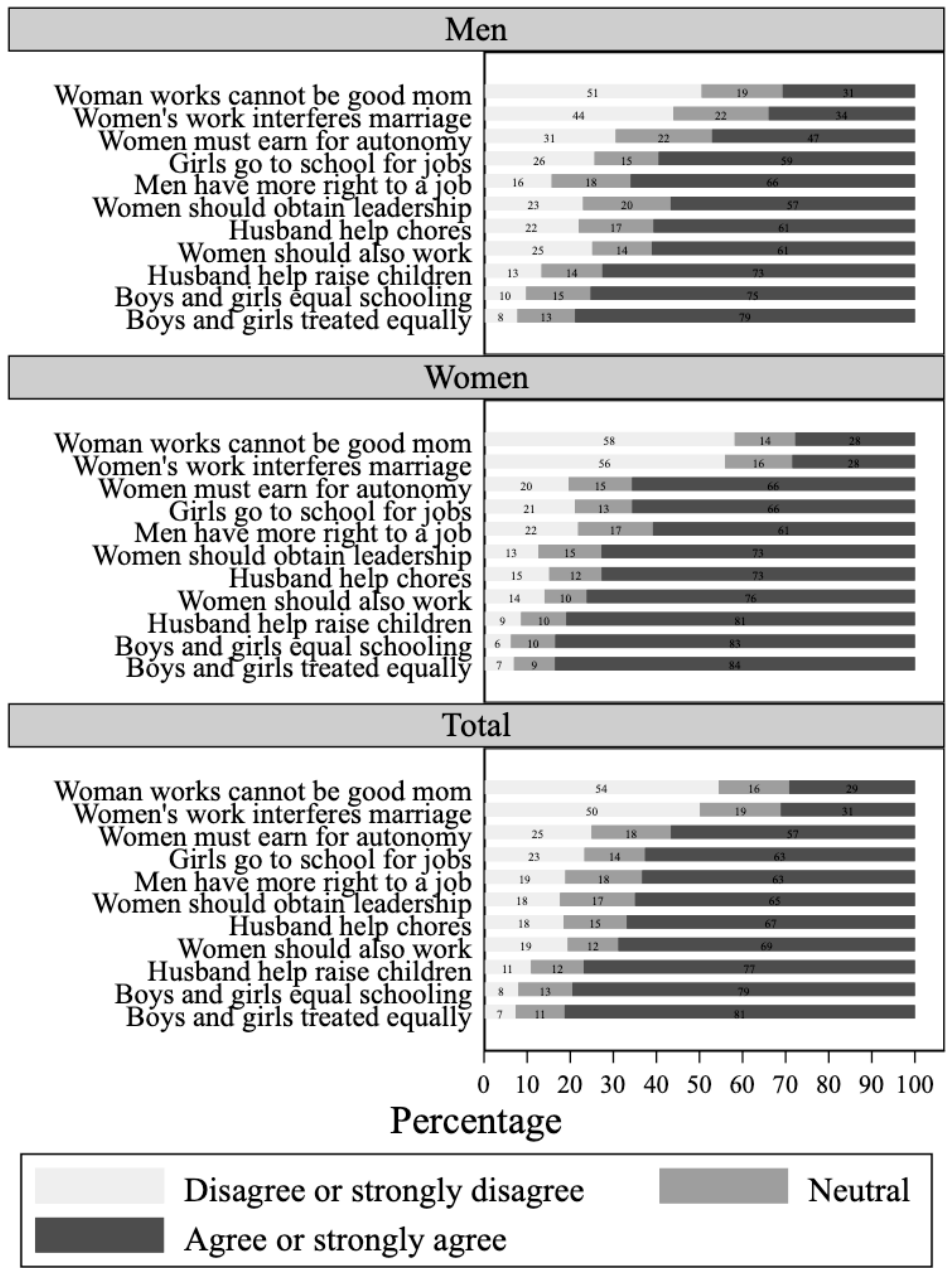 Men
Woman works cannot be good mom 51 19 31
Women's work interferes marriage 44 22 34
Women must earn for autonomy 31 22 47
Girls go to school for jobs 26 15 59
Men have more right to a job 16 18 66
Women should obtain leadership 23 20 57
Husband help chores 22 17 61
Women should also work 25 14 61
Husband help raise children 13 14 73
Boys and girls equal schooling 10 15 75
Boys and girls treated equally 8 13 79
Women
Woman works cannot be good mom 58 14 28
Women's work interferes marriage 56 16 28
Women must earn for autonomy 20 15 66
Girls go to school for jobs 21 13 66
Men have more right to a job 22 17 61
Women should obtain leadership 13 15 73
Husband help chores 15 12 73
Women should also work 14 10 76
Husband help raise children 9 10 81
Boys and girls equal schooling 6 10 83
Boys and girls treated equally 7 9 84
Total
Woman works cannot be good mom 54 16 29
Women's work interferes marriage 50 19 31
Women must earn for autonomy 25 18 57
Girls go to school for jobs 23 14 63
Men have more right to a job 19 18 63
Women should obtain leadership 18 17 65
Husband help chores 18 15 67
Women should also work 19 12 69
Husband help raise children 11 12 77
Boys and girls equal schooling 8 13 79
Boys and girls treated equally 7 11 81
0 10 20 30 40 50 60 70 80 90 100
Percentage
Disagree or strongly disagree Neutral
Agree or strongly agree